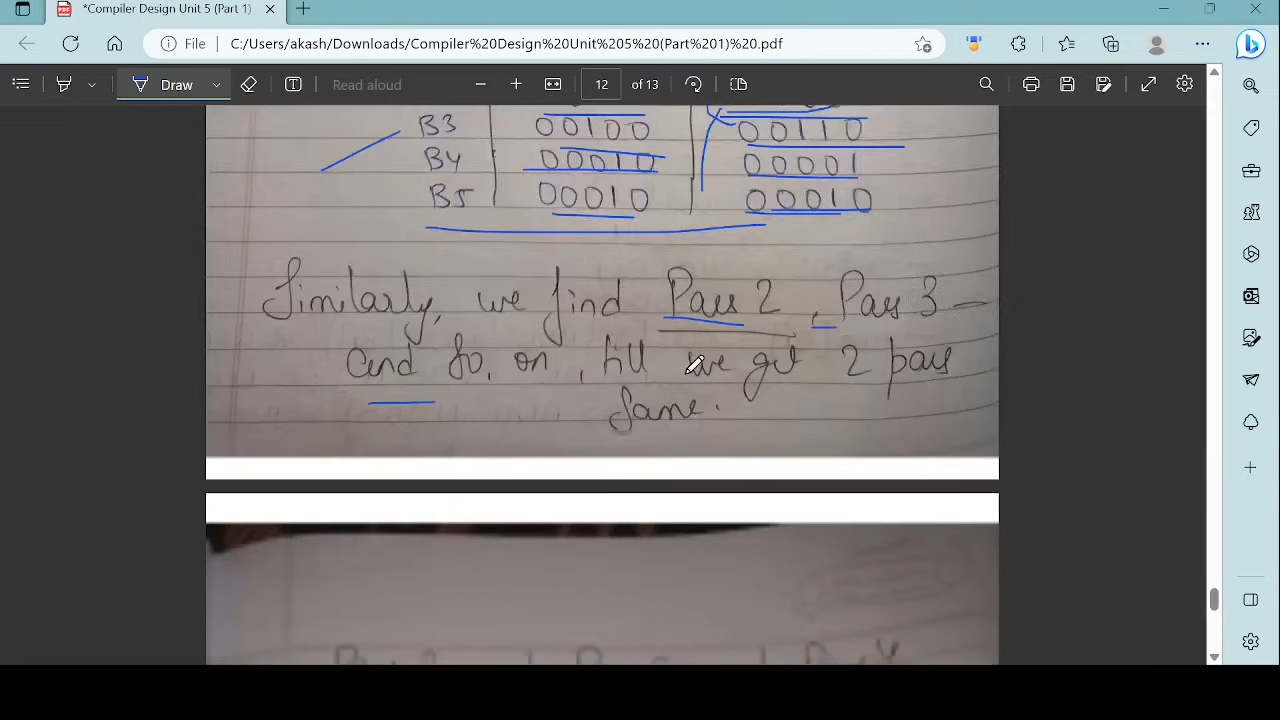 *Compiler Design Unit 5 (Part 1)
File C:/Users/akash/Downloads/Compiler%20Design%20Unit%205%20(Part%201)%20.pdf
Draw Read aloud 12 of 13
B3 00100 00110
B4 00010 00001
B5 00010 00010
Similarly, we find Pass 2, Pass 3 —
and so, on, till we get 2 pass
same.